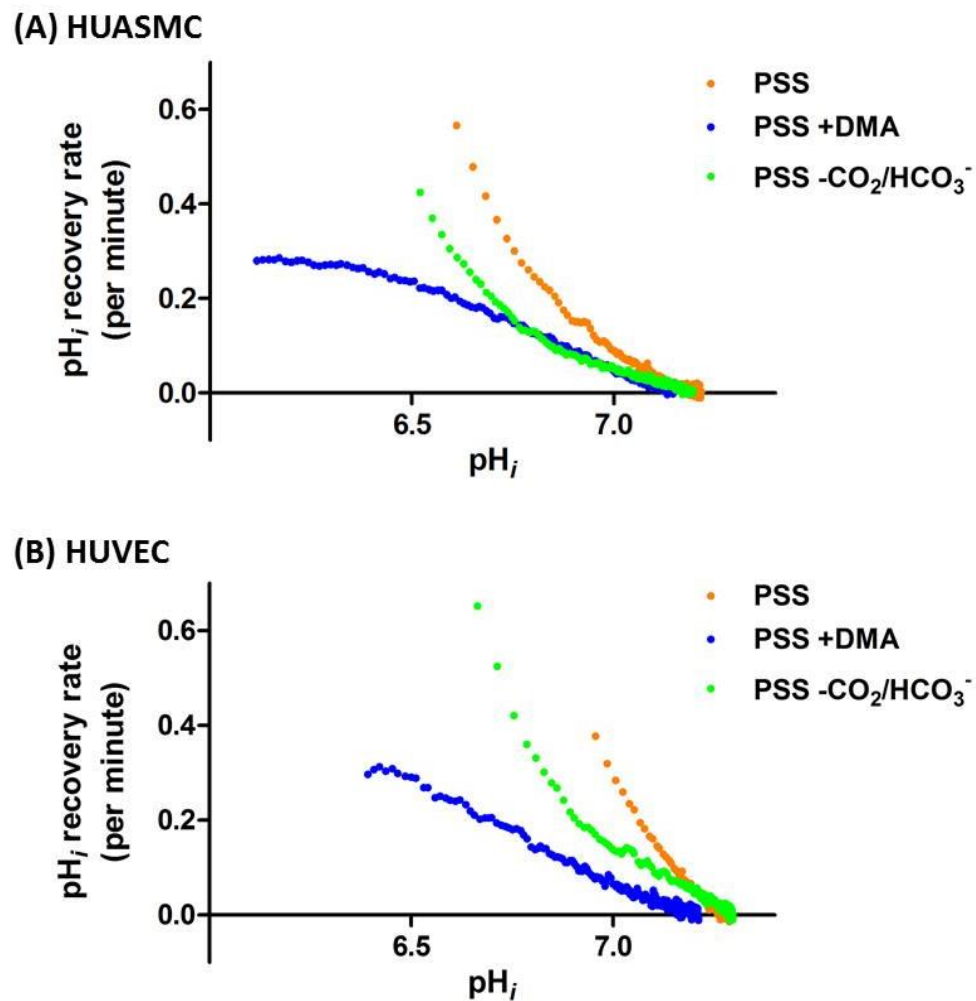 (A) HUASMC
PSS
PSS +DMA
PSS -CO₂/HCO₃⁻
pHᵢ recovery rate
(per minute)
0.6
0.4
0.2
0.0
6.5
7.0
pHᵢ
(B) HUVEC
PSS
PSS +DMA
PSS -CO₂/HCO₃⁻
pHᵢ recovery rate
(per minute)
0.6
0.4
0.2
0.0
6.5
7.0
pHᵢ